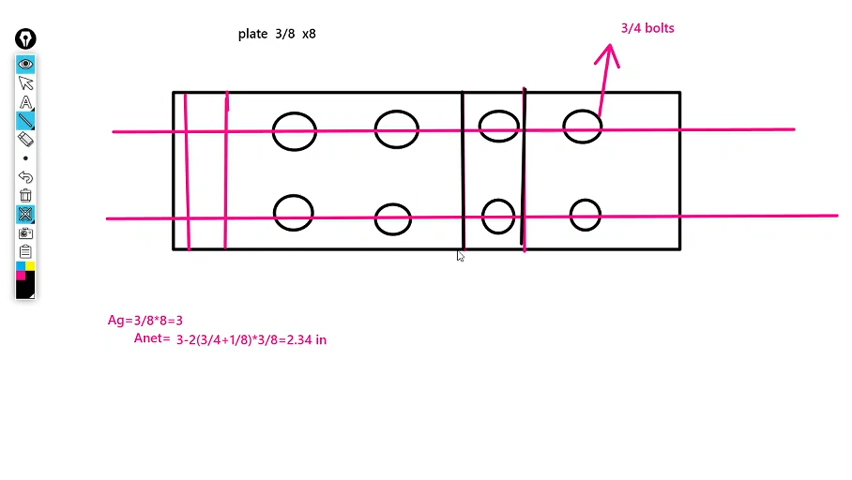 3/4 bolts
plate 3/8 x8
Ag=3/8*8=3
Anet= 3-2(3/4+1/8)*3/8=2.34 in